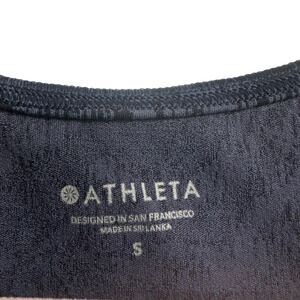 ATHLETA
DESIGNED IN SAN FRANCISCO
MADE IN SRI LANKA
S